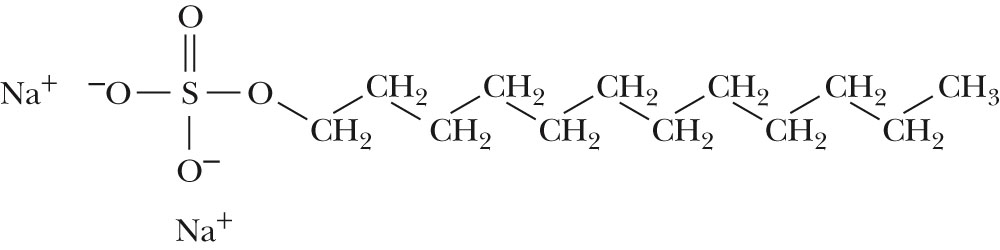 O
Na⁺ ⁻O S O CH₂ CH₂ CH₂ CH₂ CH₂ CH₃
CH₂ CH₂ CH₂ CH₂ CH₂ CH₂
O⁻
Na⁺